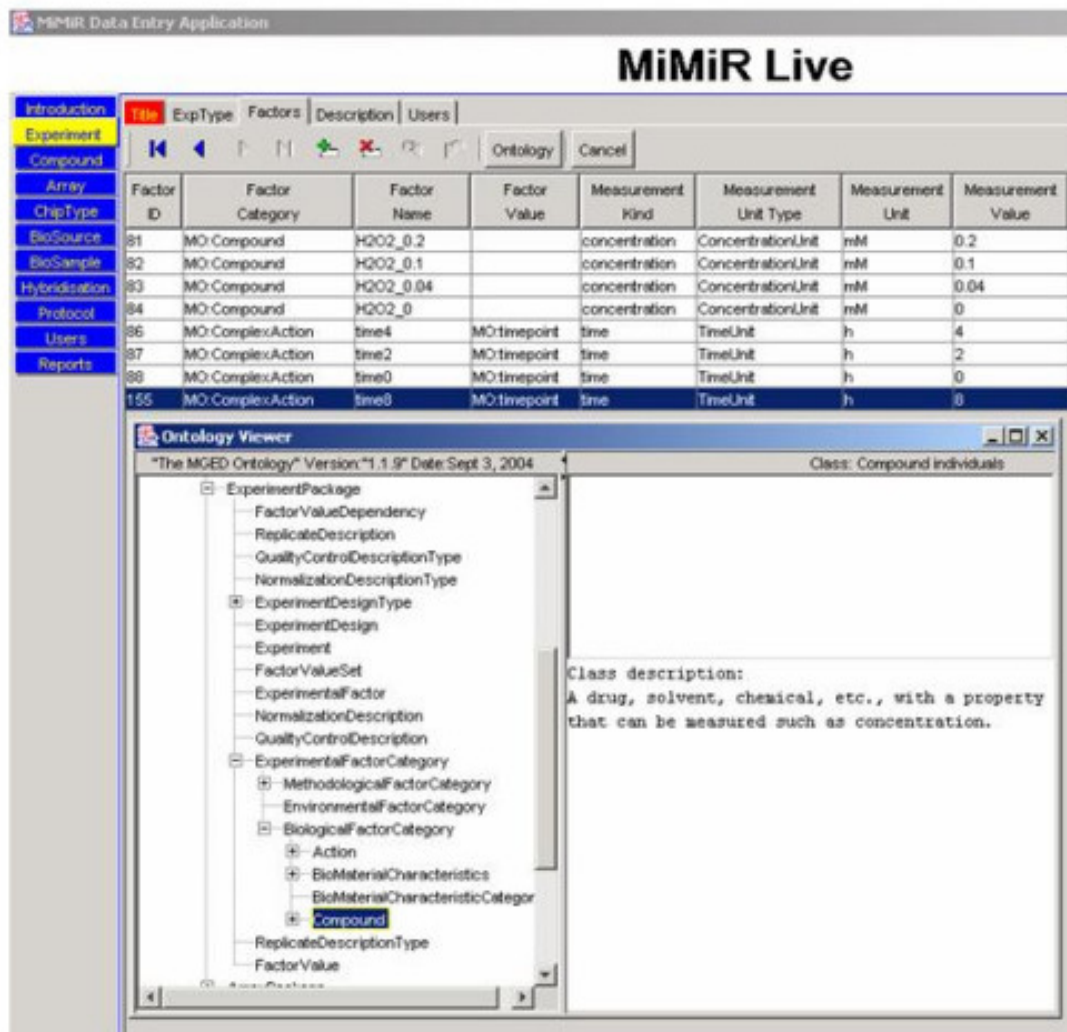 MiMiR Data Entry Application
MiMiR Live
Introduction
Experiment
Compound
Array
ChipType
BioSource
BioSample
Hybridisation
Protocol
Users
Reports
Title ExpType Factors Description Users
Ontology Cancel
Factor ID Factor Category Factor Name Factor Value Measurement Kind Measurement Unit Type Measurement Unit Measurement Value
81 MO:Compound H2O2_0.2 concentration ConcentrationUnit mM 0.2
82 MO:Compound H2O2_0.1 concentration ConcentrationUnit mM 0.1
83 MO:Compound H2O2_0.04 concentration ConcentrationUnit mM 0.04
84 MO:Compound H2O2_0 concentration ConcentrationUnit mM 0
86 MO:ComplexAction time4 MO:timepoint time TimeUnit h 4
87 MO:ComplexAction time2 MO:timepoint time TimeUnit h 2
88 MO:ComplexAction time0 MO:timepoint time TimeUnit h 0
155 MO:ComplexAction time8 MO:timepoint time TimeUnit h 8
Ontology Viewer
"The MGED Ontology" Version:"1.1.9" Date:Sept 3, 2004
Class: Compound individuals
ExperimentPackage
FactorValueDependency
ReplicateDescription
QualityControlDescriptionType
NormalizationDescriptionType
ExperimentDesignType
ExperimentDesign
Experiment
FactorValueSet
ExperimentalFactor
NormalizationDescription
QualityControlDescription
ExperimentalFactorCategory
MethodologicalFactorCategory
EnvironmentalFactorCategory
BiologicalFactorCategory
Action
BioMaterialCharacteristics
BioMaterialCharacteristicCategor
Compound
ReplicateDescriptionType
FactorValue
Class description:
A drug, solvent, chemical, etc., with a property
that can be measured such as concentration.